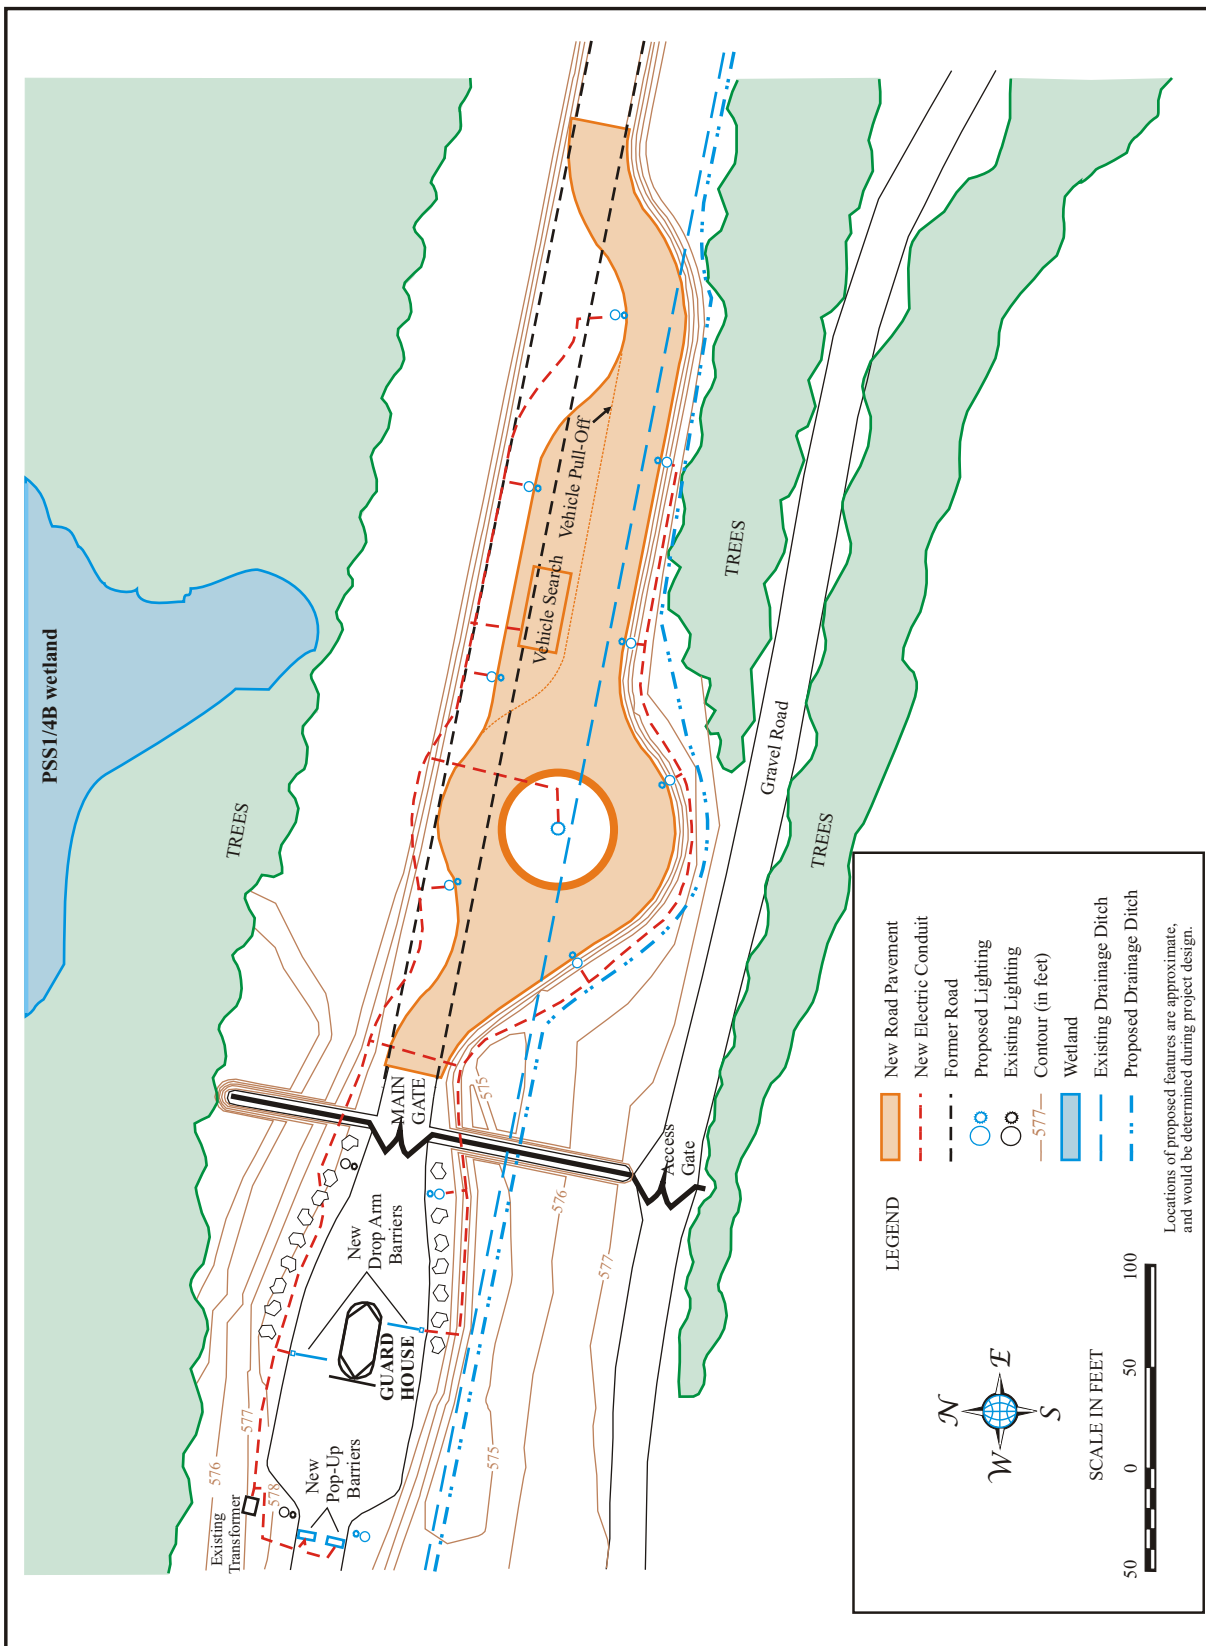 PSS1/4B wetland
TREES
TREES
TREES
Vehicle Pull-Off
Vehicle Search
Gravel Road
MAIN
GATE
Access
Gate
575
576
577
New
Drop Arm
Barriers
GUARD
HOUSE
576
577
578
575
New
Pop-Up
Barriers
Existing
Transformer
LEGEND
New Road Pavement
New Electric Conduit
Former Road
Proposed Lighting
Existing Lighting
577
Contour (in feet)
Wetland
Existing Drainage Ditch
Proposed Drainage Ditch
N
W E
S
SCALE IN FEET
50 0 50 100
Locations of proposed features are approximate,
and would be determined during project design.